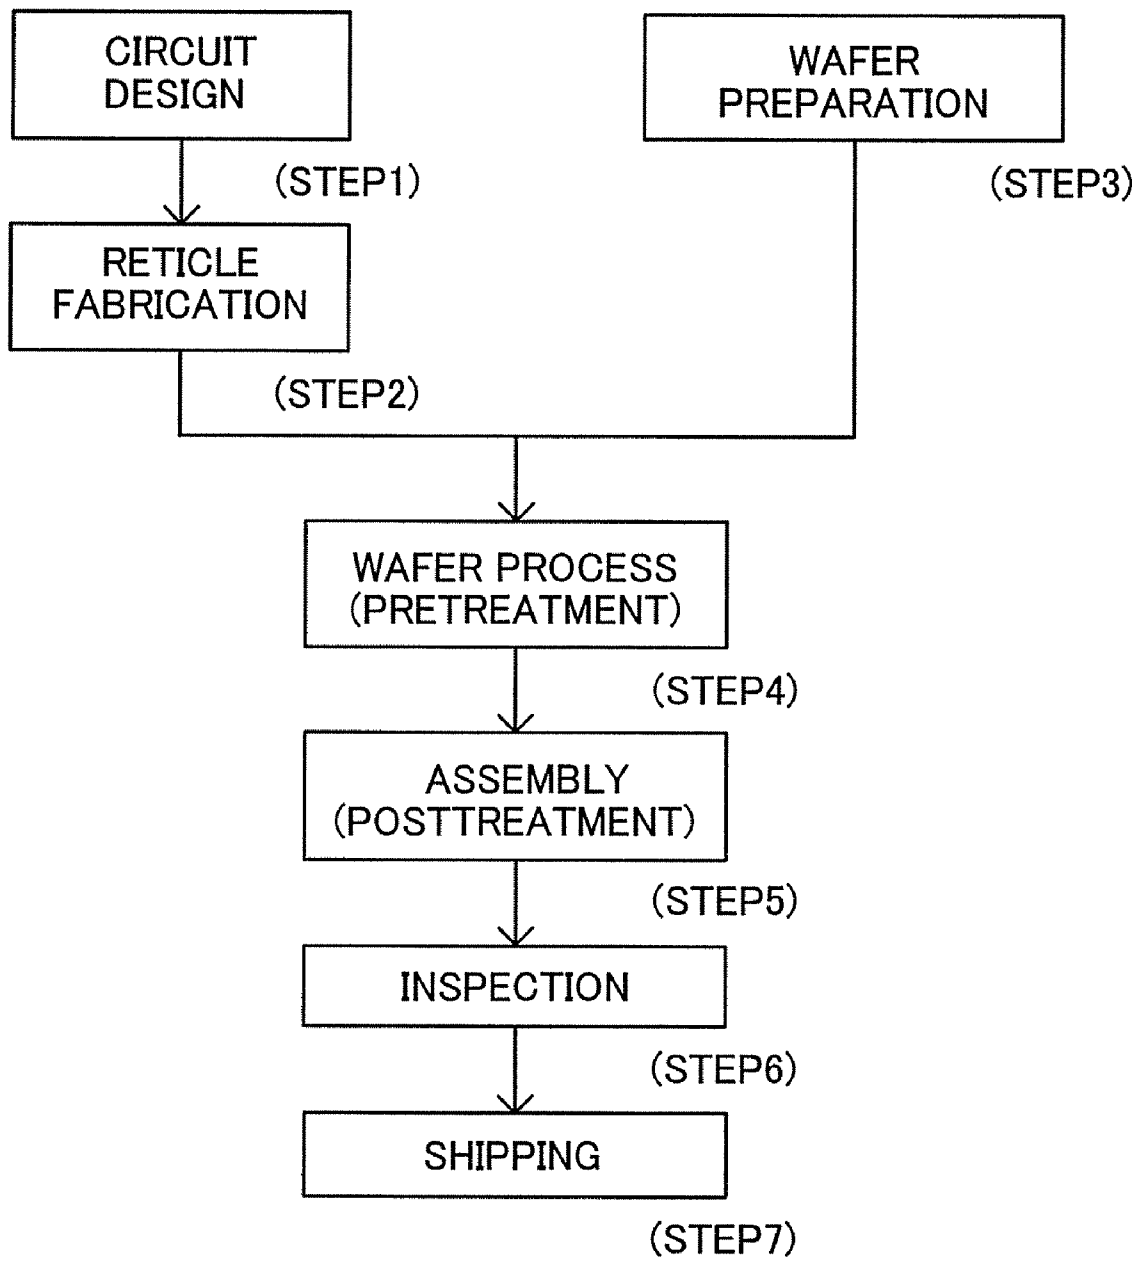 CIRCUIT
DESIGN
(STEP1)
RETICLE
FABRICATION
(STEP2)
WAFER
PREPARATION
(STEP3)
WAFER PROCESS
(PRETREATMENT)
(STEP4)
ASSEMBLY
(POSTTREATMENT)
(STEP5)
INSPECTION
(STEP6)
SHIPPING
(STEP7)